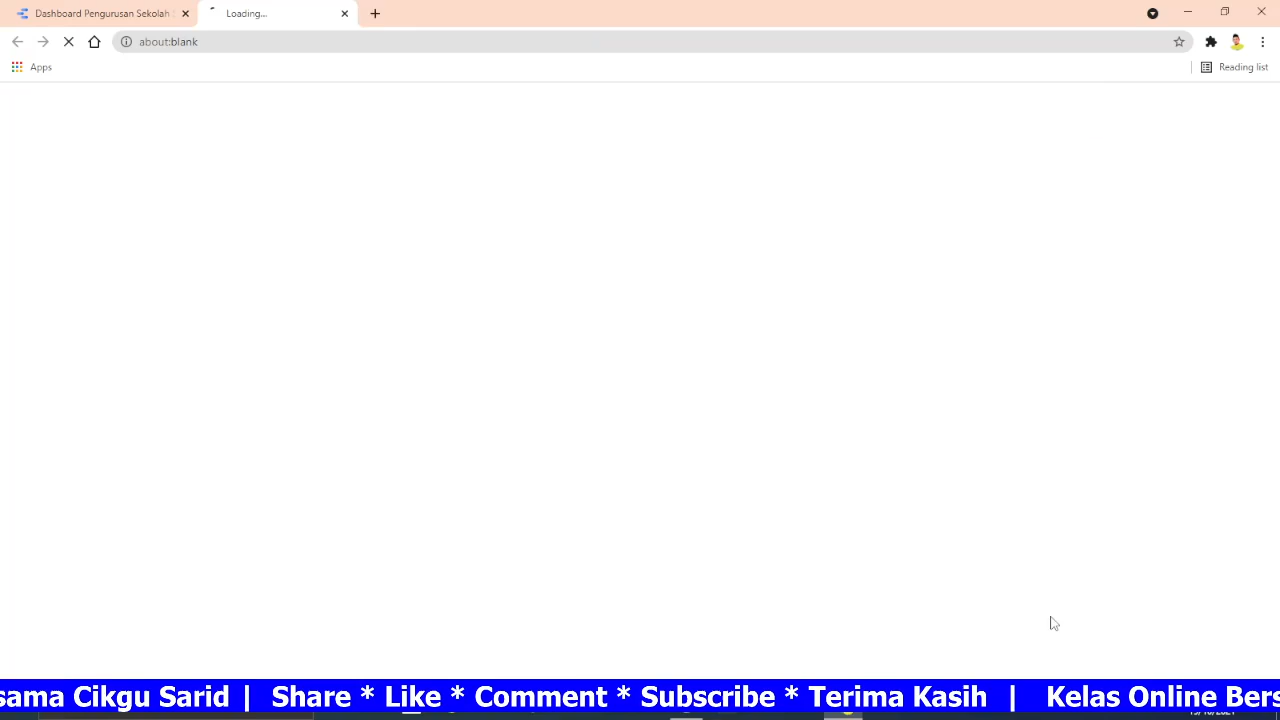 Dashboard Pengurusan Sekolah
Loading...
about:blank
Apps
Reading list
sama Cikgu Sarid | Share * Like * Comment * Subscribe * Terima Kasih | Kelas Online Bers